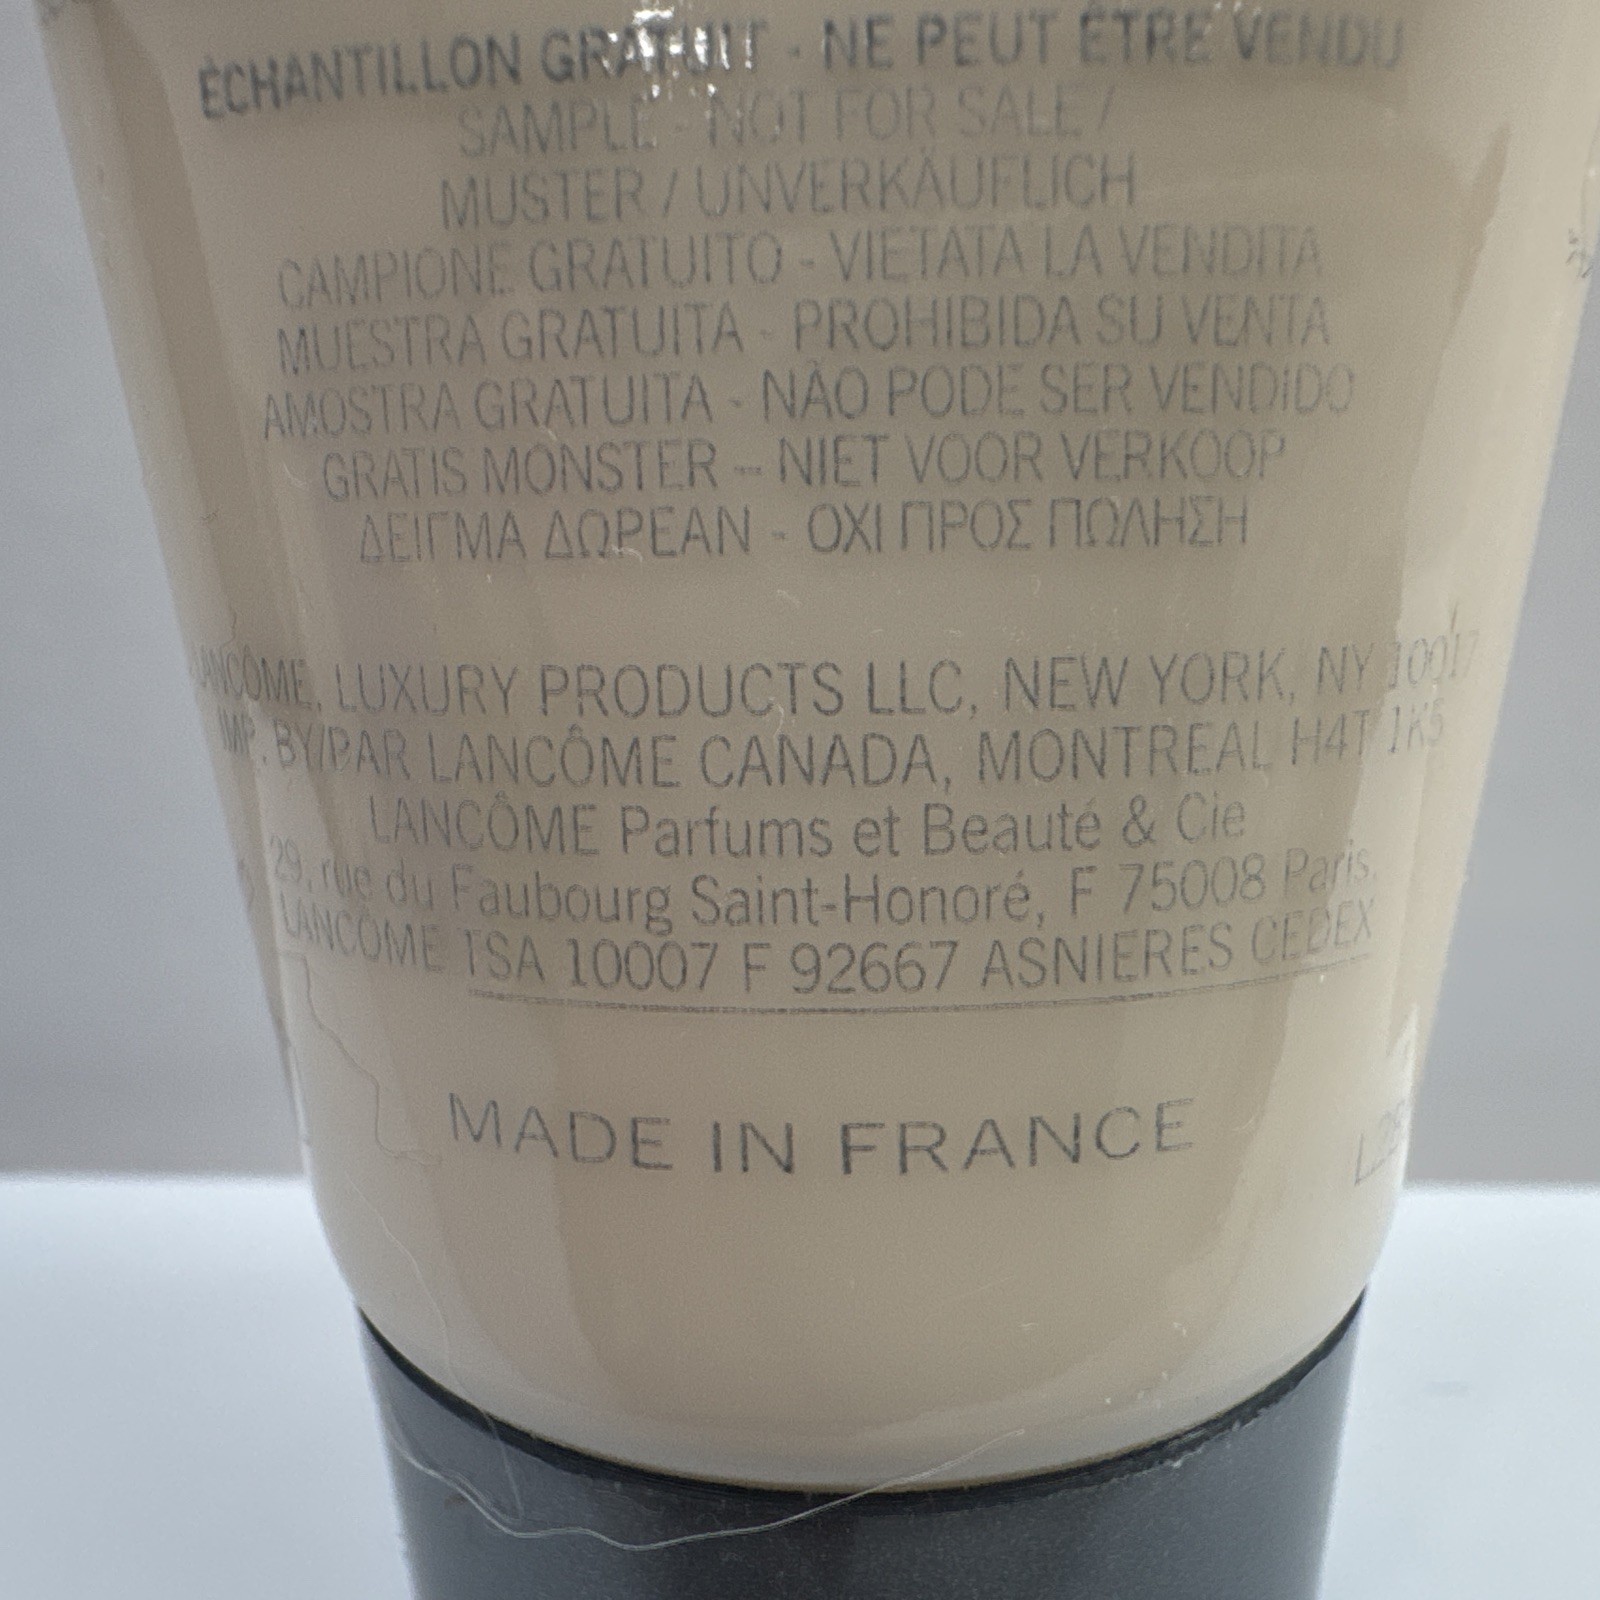 ÉCHANTILLON GRATUIT - NE PEUT ÊTRE VENDU
SAMPLE - NOT FOR SALE /
MUSTER / UNVERKÄUFLICH
CAMPIONE GRATUITO - VIETATA LA VENDITA
MUESTRA GRATUITA - PROHIBIDA SU VENTA
AMOSTRA GRATUITA - NÃO PODE SER VENDIDO
GRATIS MONSTER – NIET VOOR VERKOOP
ΔΕΙΓΜΑ ΔΩΡΕΑΝ - ΟΧΙ ΠΡΟΣ ΠΩΛΗΣΗ
LANCÔME, LUXURY PRODUCTS LLC, NEW YORK, NY 10017
IMP. BY/PAR LANCÔME CANADA, MONTREAL H4T 1K5
LANCÔME Parfums et Beauté & Cie
29, rue du Faubourg Saint-Honoré, F 75008 Paris.
LANCÔME TSA 10007 F 92667 ASNIERES CEDEX
MADE IN FRANCE